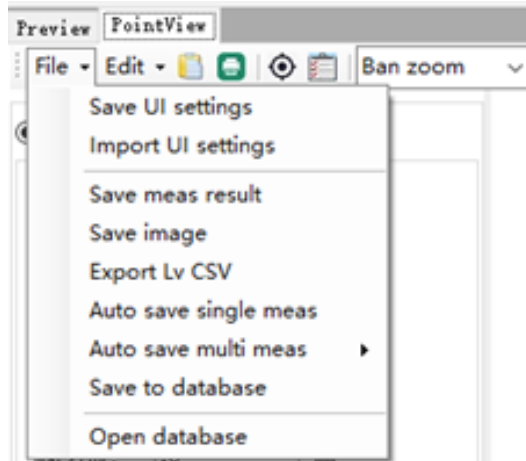 Preview PointView
File Edit Ban zoom
Save UI settings
Import UI settings
Save meas result
Save image
Export Lv CSV
Auto save single meas
Auto save multi meas
Save to database
Open database